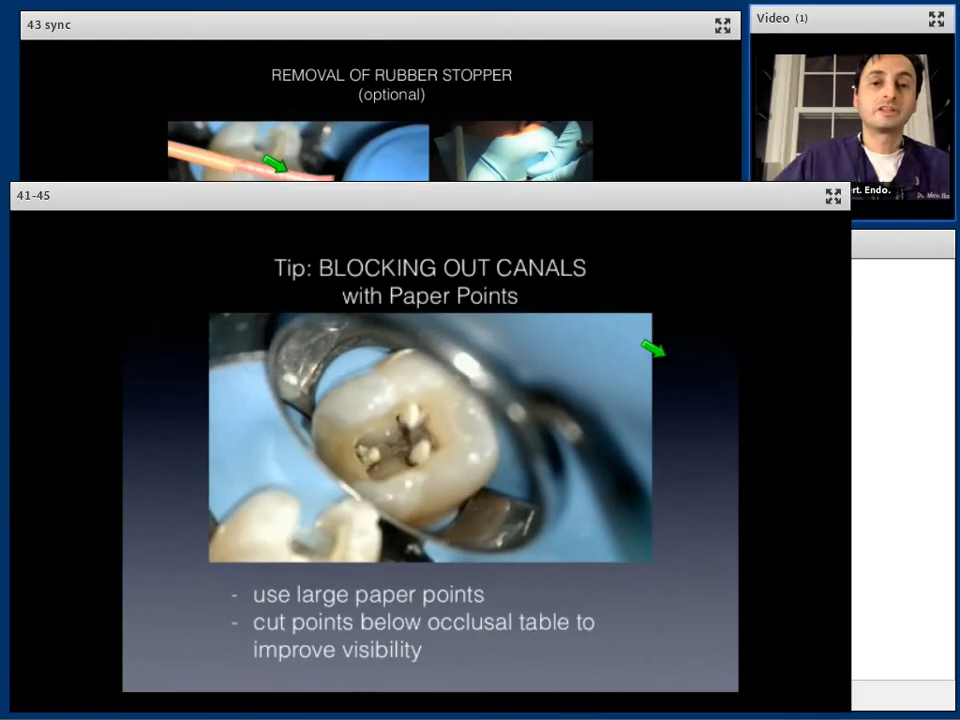 43 sync
Video (1)
REMOVAL OF RUBBER STOPPER
(optional)
ert. Endo.
41-45
Tip: BLOCKING OUT CANALS
with Paper Points
- use large paper points
- cut points below occlusal table to
improve visibility